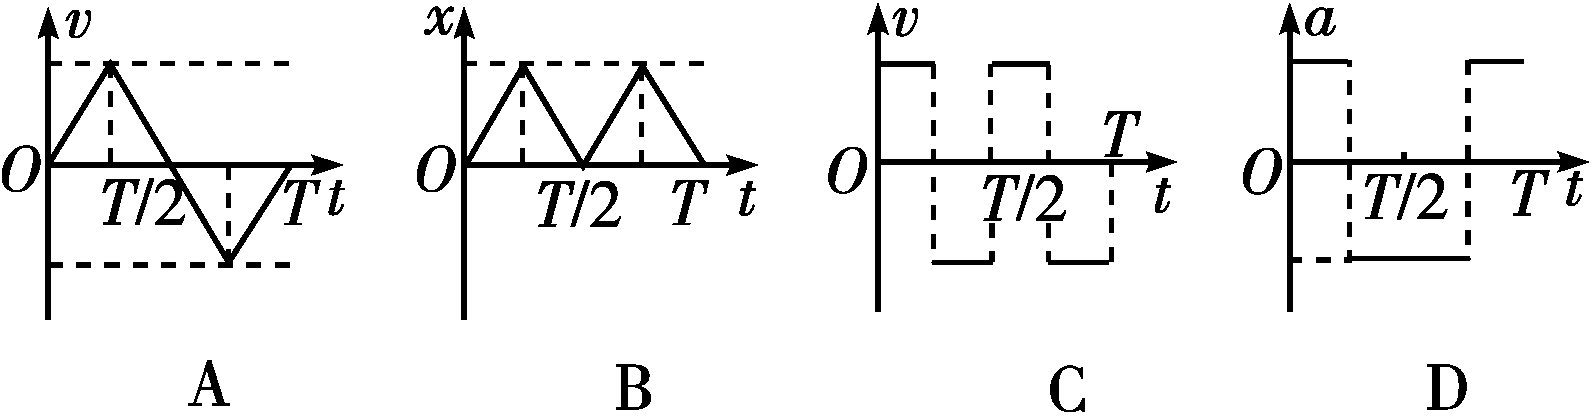 v x v a
T
O O O O
T/2 T t T/2 T t T/2 t T/2 T t
A B C D